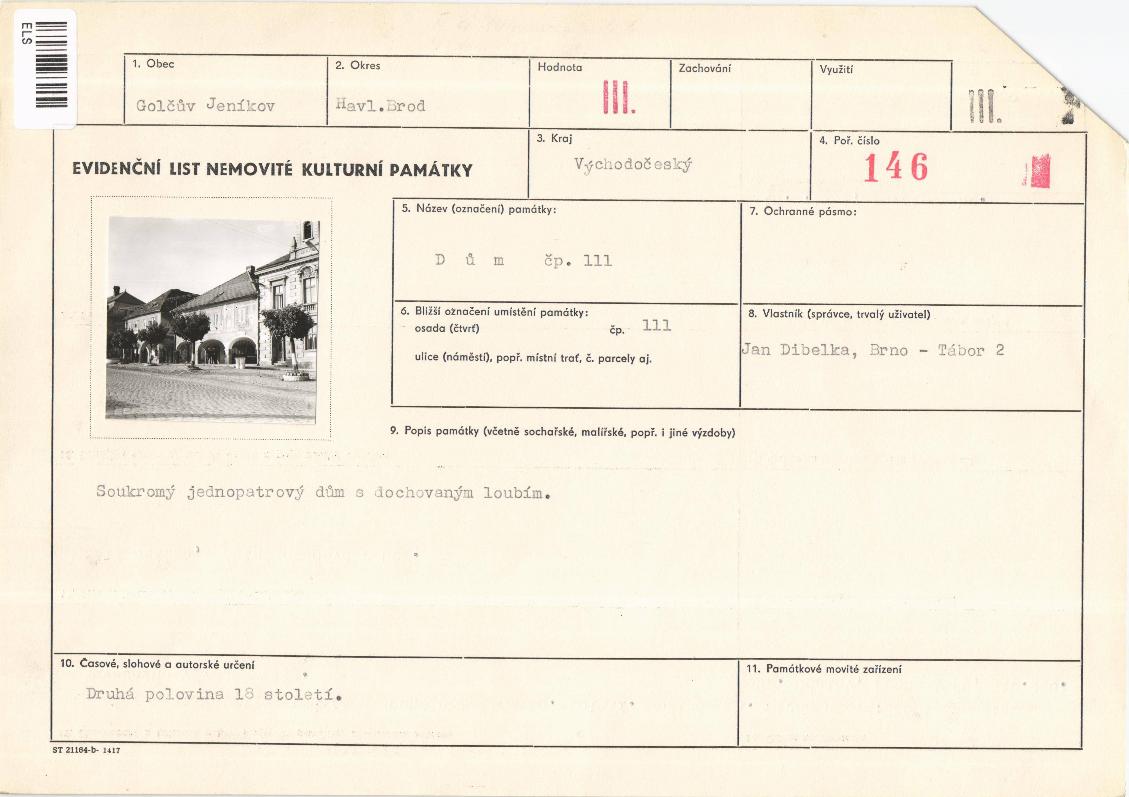 ELS
1. Obec
2. Okres
Hodnota
Zachování
Využití
Golčův Jeníkov
Havl.Brod
III.
III.
EVIDENČNÍ LIST NEMOVITÉ KULTURNÍ PAMÁTKY
3. Kraj
Východočeský
4. Poř. číslo
146
5. Název (označení) památky:
D ů m čp. 111
7. Ochranné pásmo:
6. Bližší označení umístění památky:
osada (čtvrť) čp. 111
ulice (náměstí), popř. místní trať, č. parcely aj.
8. Vlastník (správce, trvalý uživatel)
Jan Dibelka, Brno - Tábor 2
9. Popis památky (včetně sochařské, malířské, popř. i jiné výzdoby)
Soukromý jednopatrový dům s dochovaným loubím.
10. Časové, slohové a autorské určení
Druhá polovina 18 století.
11. Památkové movité zařízení
ST 21164-b- 1417